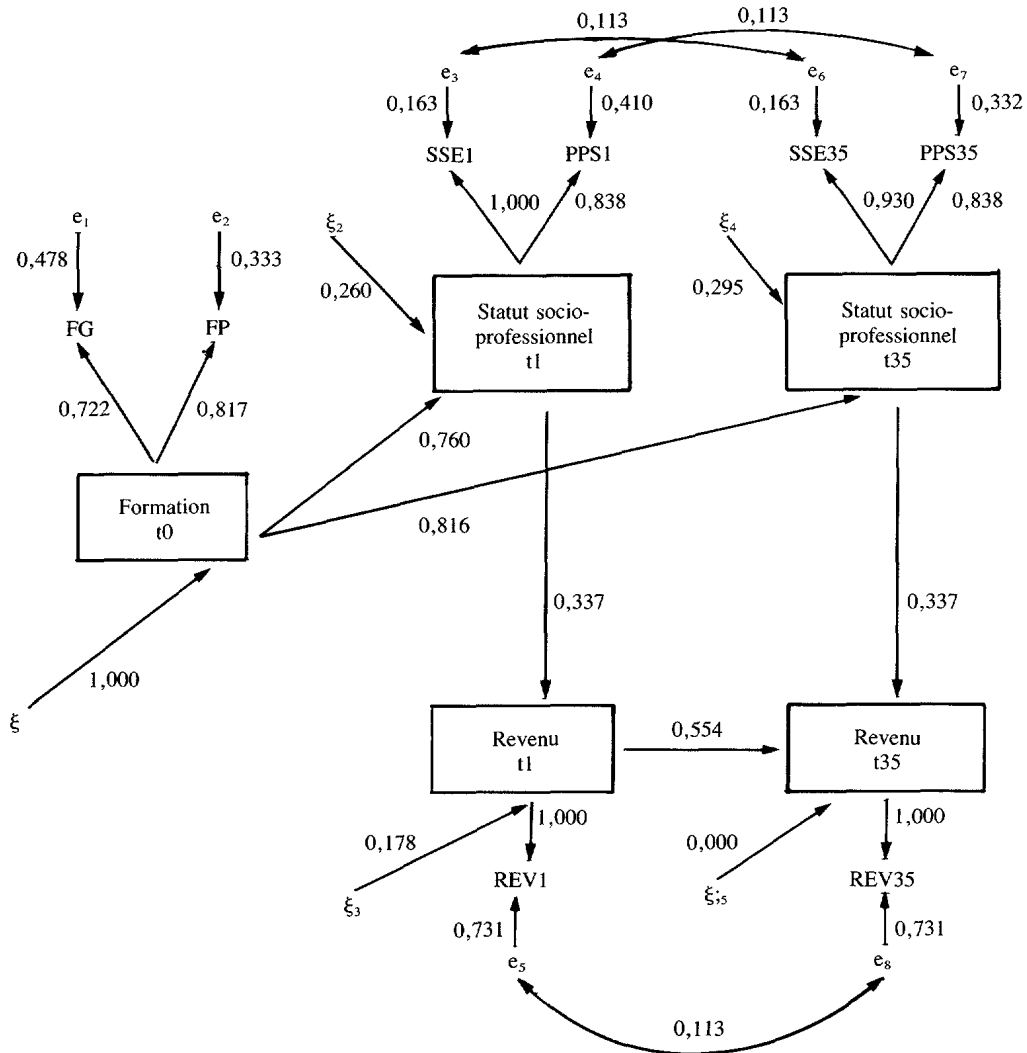 0,113 0,113
e₃ e₄ e₆ e₇
0,163 0,410 0,163 0,332
SSE1 PPS1 SSE35 PPS35
1,000 0,838 0,930 0,838
e₁ e₂ ξ₂ ξ₄
0,478 0,333 0,260 0,295
FG FP
Statut socio-
professionnel
t1
Statut socio-
professionnel
t35
0,722 0,817
0,760
0,816
Formation
t0
0,337 0,337
1,000
ξ
Revenu
t1
0,554
Revenu
t35
0,178 1,000 0,000 1,000
ξ₃ REV1 ξ;₅ REV35
0,731 0,731
e₅ e₈
0,113